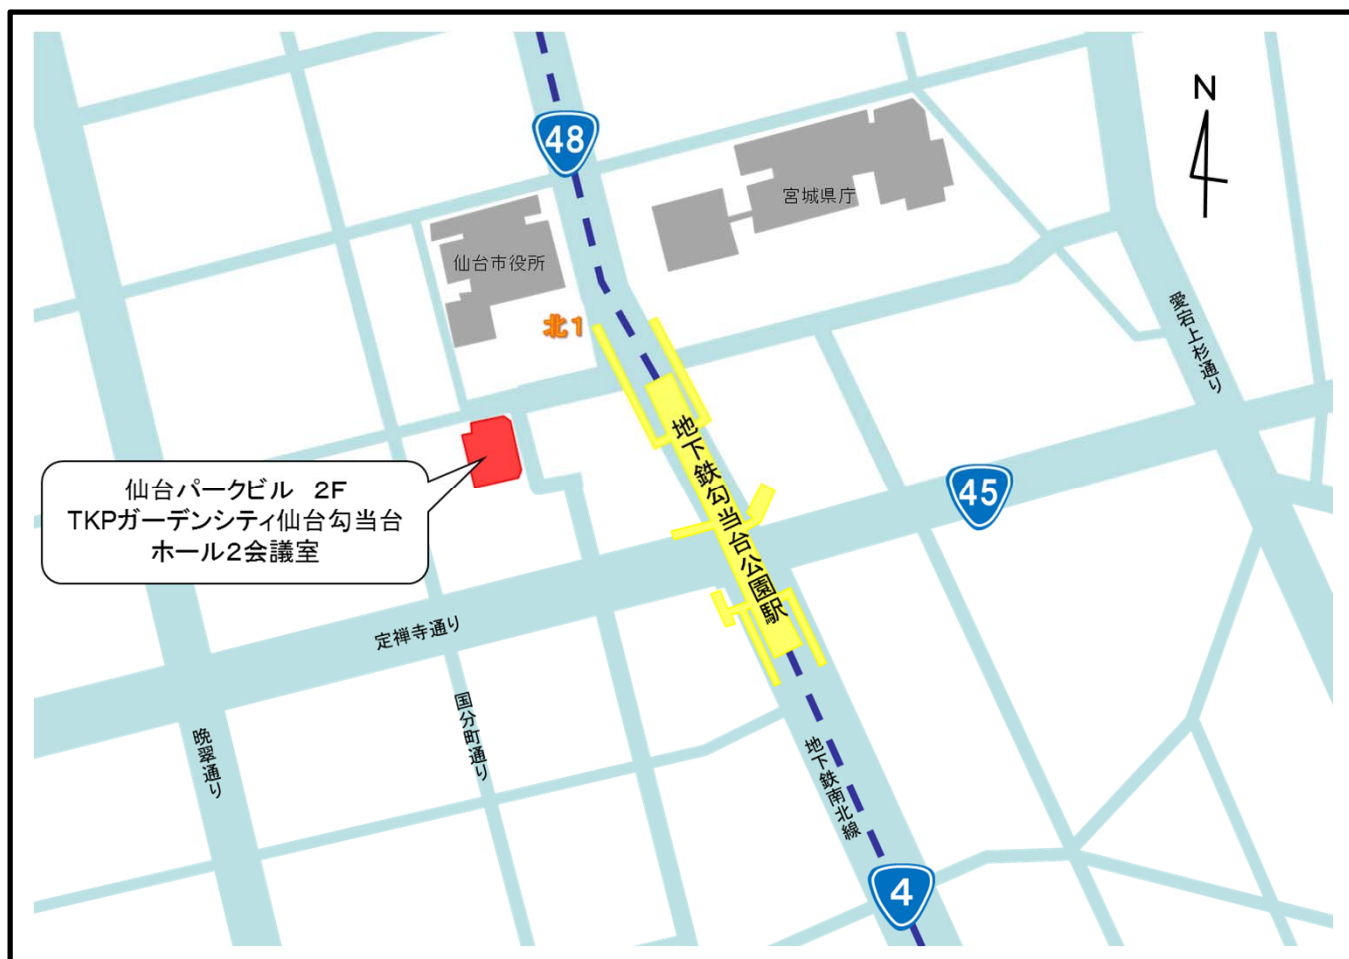 N
48
宮城県庁
仙台市役所
北1
愛宕上杉通り
地下鉄勾当台公園駅
仙台パークビル　2F
TKPガーデンシティ仙台勾当台
ホール2会議室
45
定禅寺通り
国分町通り
晩翠通り
地下鉄南北線
4